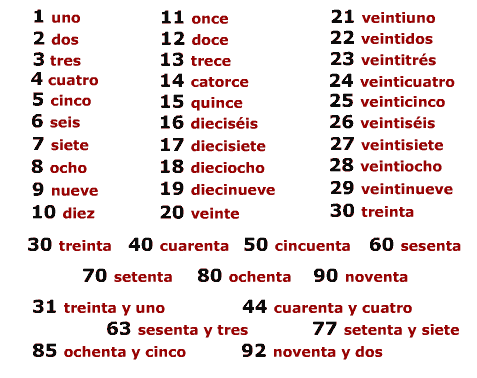 1 uno 11 once 21 veintiuno
2 dos 12 doce 22 veintidos
3 tres 13 trece 23 veintitrés
4 cuatro 14 catorce 24 veinticuatro
5 cinco 15 quince 25 veinticinco
6 seis 16 dieciséis 26 veintiséis
7 siete 17 diecisiete 27 veintisiete
8 ocho 18 dieciocho 28 veintiocho
9 nueve 19 diecinueve 29 veintinueve
10 diez 20 veinte 30 treinta
30 treinta 40 cuarenta 50 cincuenta 60 sesenta
70 setenta 80 ochenta 90 noventa
31 treinta y uno 44 cuarenta y cuatro
63 sesenta y tres 77 setenta y siete
85 ochenta y cinco 92 noventa y dos